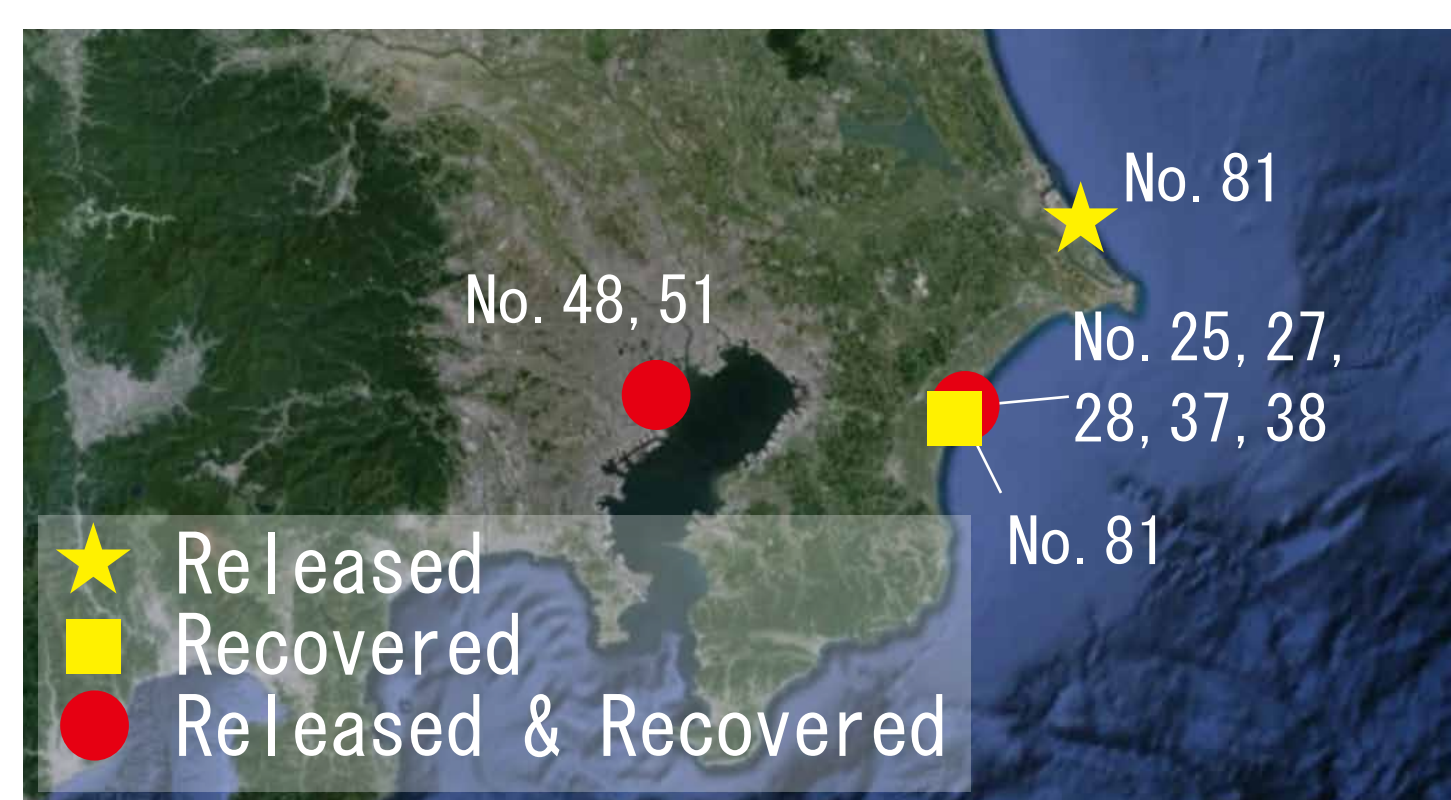 No. 81
No. 48, 51
No. 25, 27,
28, 37, 38
No. 81
Released
Recovered
Released & Recovered